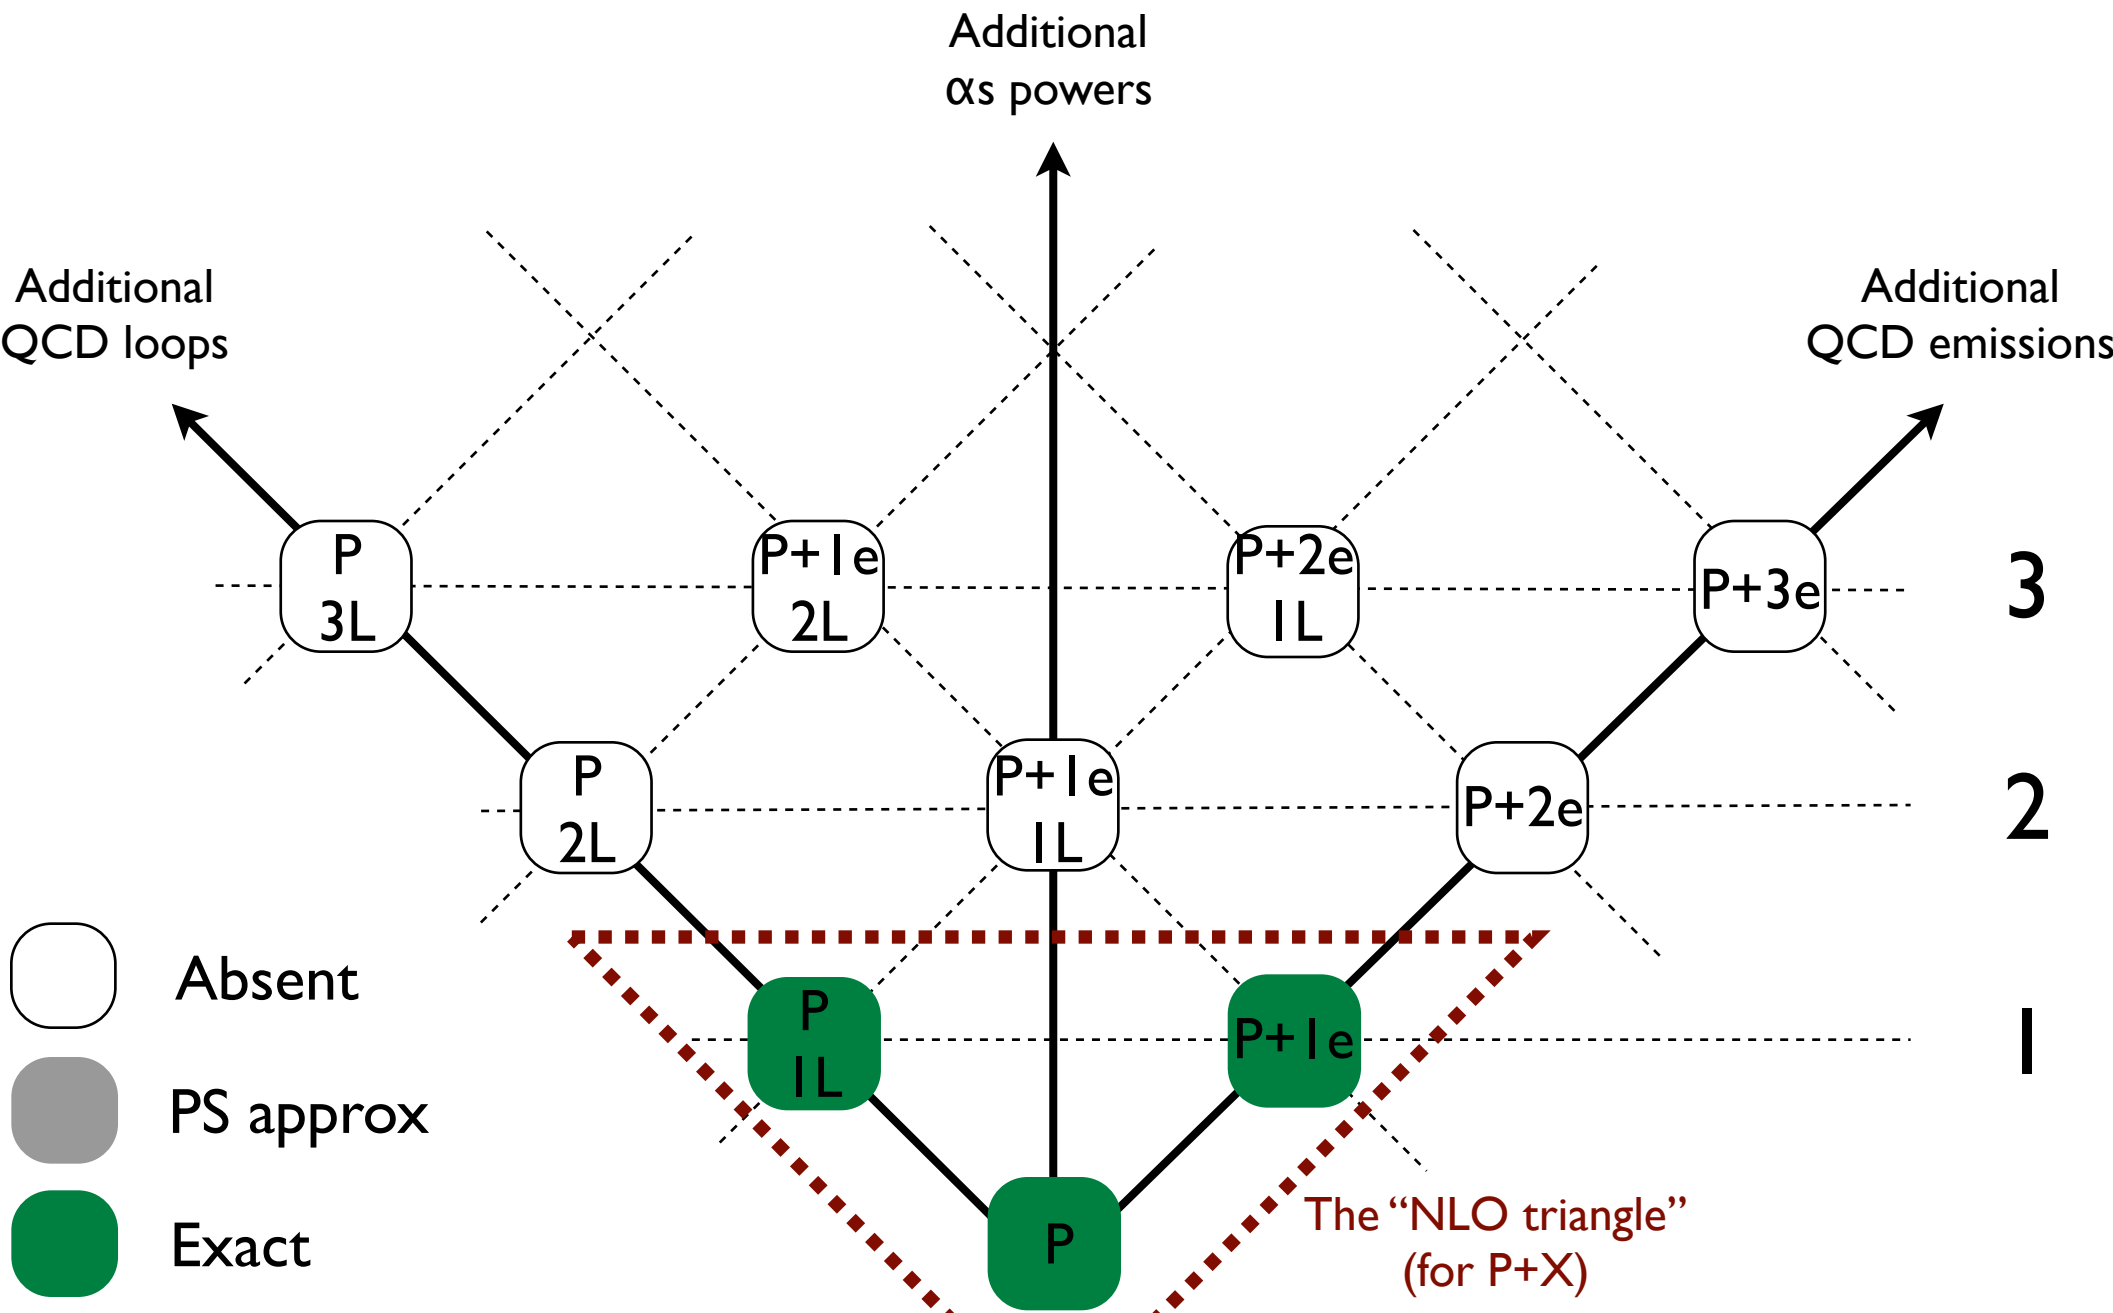 Additional
αs powers
Additional
QCD loops
Additional
QCD emissions
P
3L
P+1e
2L
P+2e
1L
P+3e
3
P
2L
P+1e
1L
P+2e
2
Absent
P
1L
P+1e
1
PS approx
Exact
P
The “NLO triangle”
(for P+X)